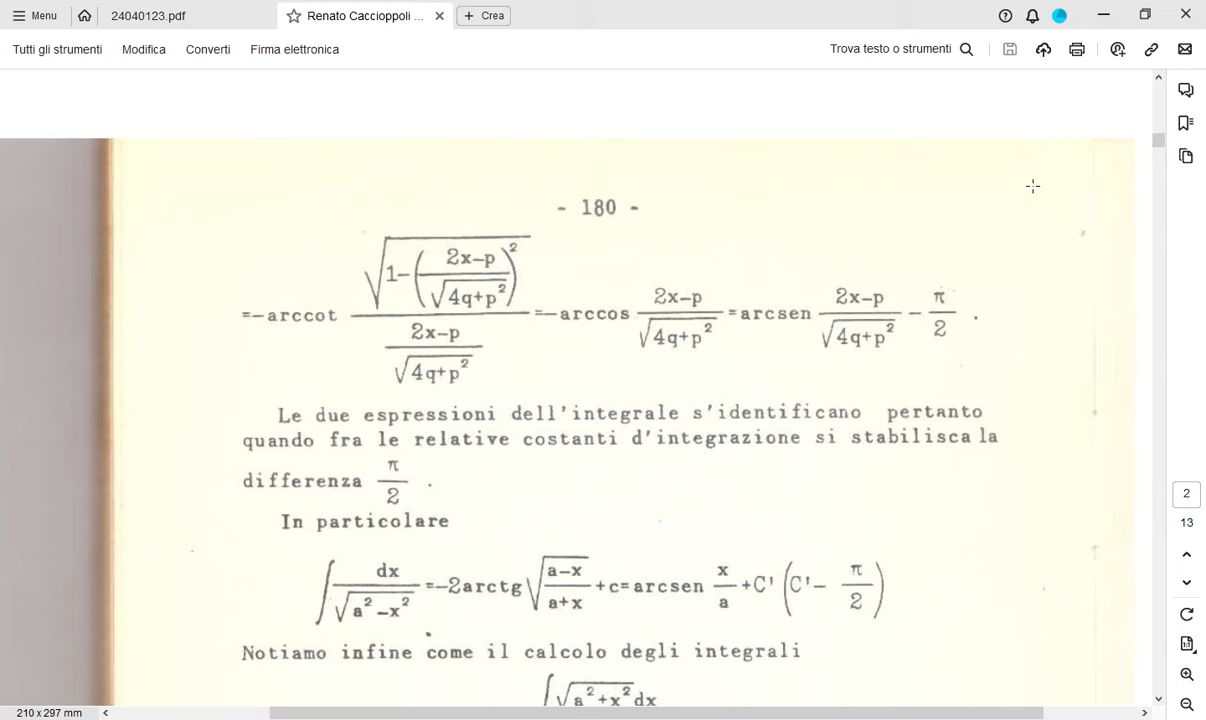 Menu 24040123.pdf Renato Caccioppoli ... × + Crea
Tutti gli strumenti Modifica Converti Firma elettronica Trova testo o strumenti
- 180 -
=-arccot √(1-((2x-p)/√(4q+p²))²) / ((2x-p)/√(4q+p²)) =-arccos (2x-p)/√(4q+p²) =arcsen (2x-p)/√(4q+p²) - π/2 .
Le due espressioni dell'integrale s'identificano pertanto
quando fra le relative costanti d'integrazione si stabilisca la
differenza π/2 .
In particolare
∫ dx/√(a²-x²) =-2arctg √((a-x)/(a+x)) +c=arcsen x/a +C' (C'- π/2)
Notiamo infine come il calcolo degli integrali
∫ √(a²+x²)dx
2
13
210 x 297 mm